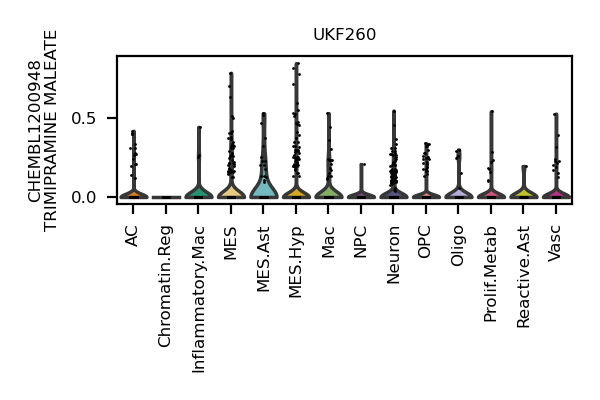 UKF260
CHEMBL1200948
TRIMIPRAMINE MALEATE
0.5
0.0
AC
Chromatin.Reg
Inflammatory.Mac
MES
MES.Ast
MES.Hyp
Mac
NPC
Neuron
OPC
Oligo
Prolif.Metab
Reactive.Ast
Vasc